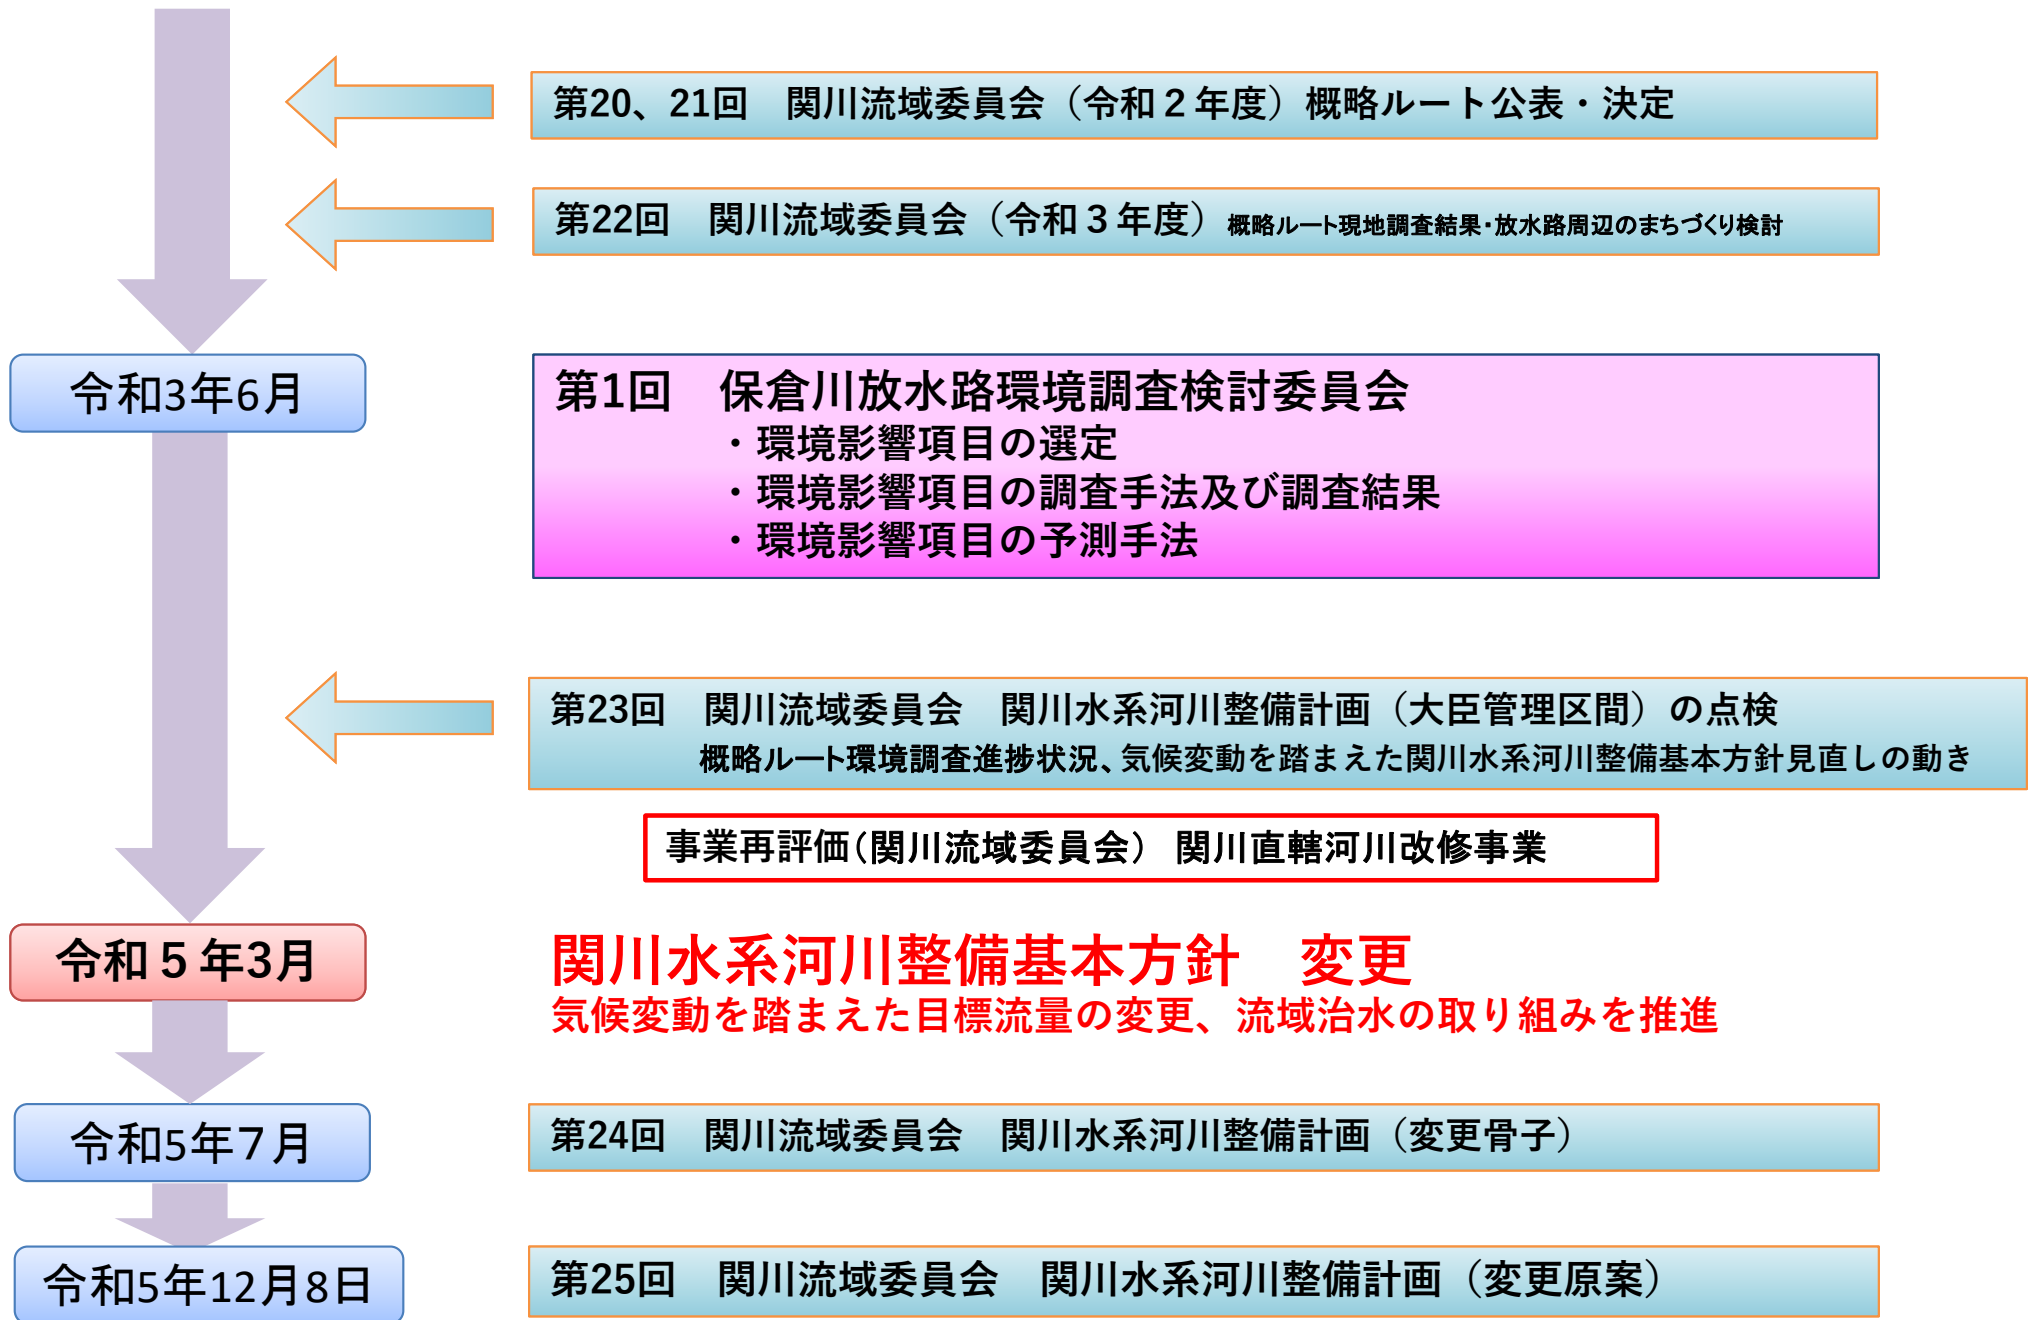 第20、21回　関川流域委員会（令和２年度）概略ルート公表・決定
第22回　関川流域委員会（令和３年度）概略ルート現地調査結果・放水路周辺のまちづくり検討
令和3年6月
第1回　保倉川放水路環境調査検討委員会
・環境影響項目の選定
・環境影響項目の調査手法及び調査結果
・環境影響項目の予測手法
第23回　関川流域委員会　関川水系河川整備計画（大臣管理区間）の点検
概略ルート環境調査進捗状況、気候変動を踏まえた関川水系河川整備基本方針見直しの動き
事業再評価（関川流域委員会）　関川直轄河川改修事業
令和５年3月
関川水系河川整備基本方針　変更
気候変動を踏まえた目標流量の変更、流域治水の取り組みを推進
令和5年７月
第24回　関川流域委員会　関川水系河川整備計画（変更骨子）
令和5年12月8日
第25回　関川流域委員会　関川水系河川整備計画（変更原案）